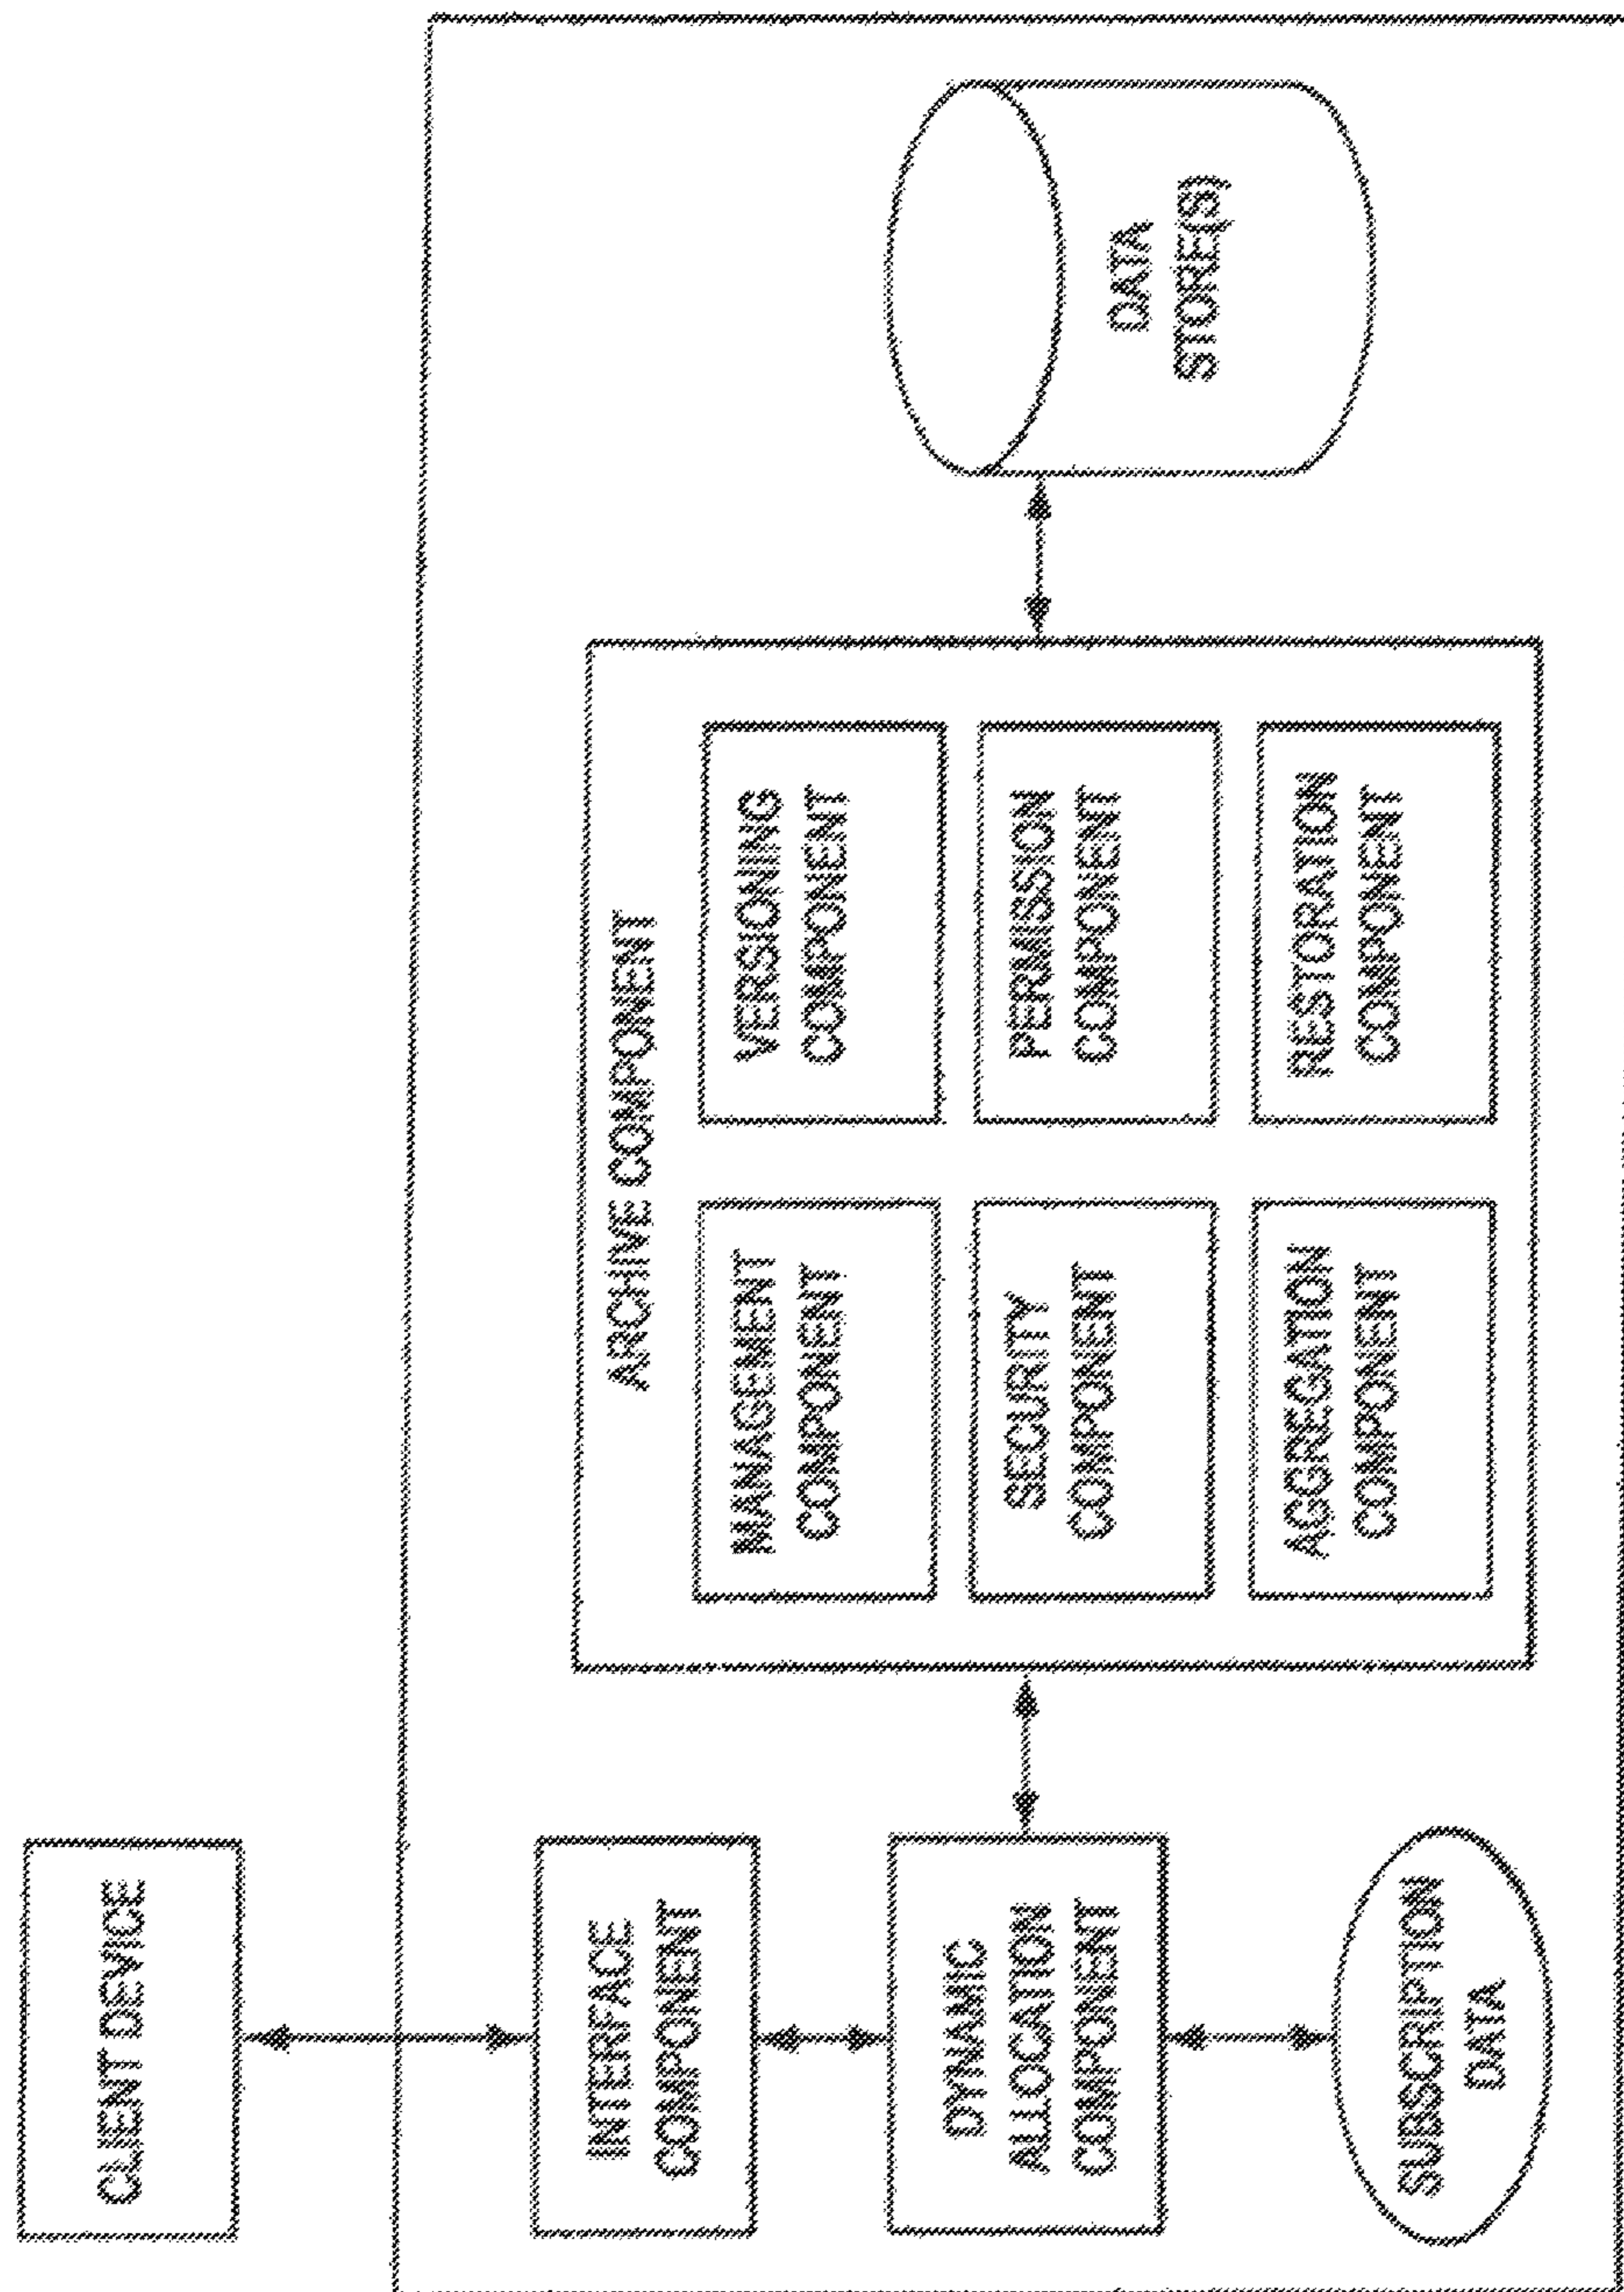 CLIENT DEVICE
INTERFACE
COMPONENT
DYNAMIC
ALLOCATION
COMPONENT
SUBSCRIPTION
DATA
ARCHIVE COMPONENT
MANAGEMENT
COMPONENT
VERSIONING
COMPONENT
SECURITY
COMPONENT
PERMISSION
COMPONENT
AGGREGATION
COMPONENT
RESTORATION
COMPONENT
DATA
STORE(S)